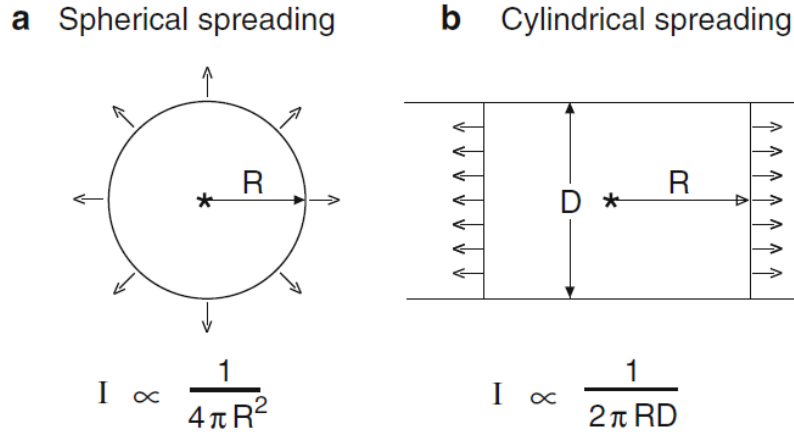 a Spherical spreading
R
*
I ∝ 1 / 4πR²
b Cylindrical spreading
D * R
I ∝ 1 / 2πRD